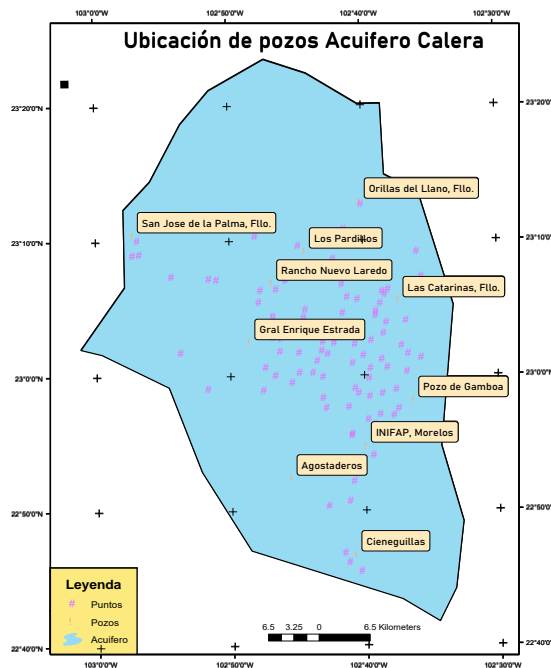 103°0'0"W 102°50'0"W 102°40'0"W 102°30'0"W
Ubicación de pozos Acuifero Calera
23°20'0"N 23°20'0"N
Orillas del Llano, Fllo.
San Jose de la Palma, Fllo.
Los Pardillos
23°10'0"N 23°10'0"N
Rancho Nuevo Laredo
Las Catarinas, Fllo.
Gral Enrique Estrada
23°0'0"N 23°0'0"N
Pozo de Gamboa
INIFAP, Morelos
Agostaderos
22°50'0"N 22°50'0"N
Cieneguillas
Leyenda
# Puntos
! Pozos
Acuifero
6.5 3.25 0 6.5 Kilometers
22°40'0"N 22°40'0"N
103°0'0"W 102°50'0"W 102°40'0"W 102°30'0"W